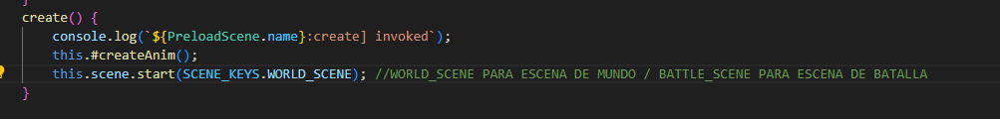 }
create() {
console.log(`${PreloadScene.name}:create] invoked`);
this.#createAnim();
this.scene.start(SCENE_KEYS.WORLD_SCENE); //WORLD_SCENE PARA ESCENA DE MUNDO / BATTLE_SCENE PARA ESCENA DE BATALLA
}